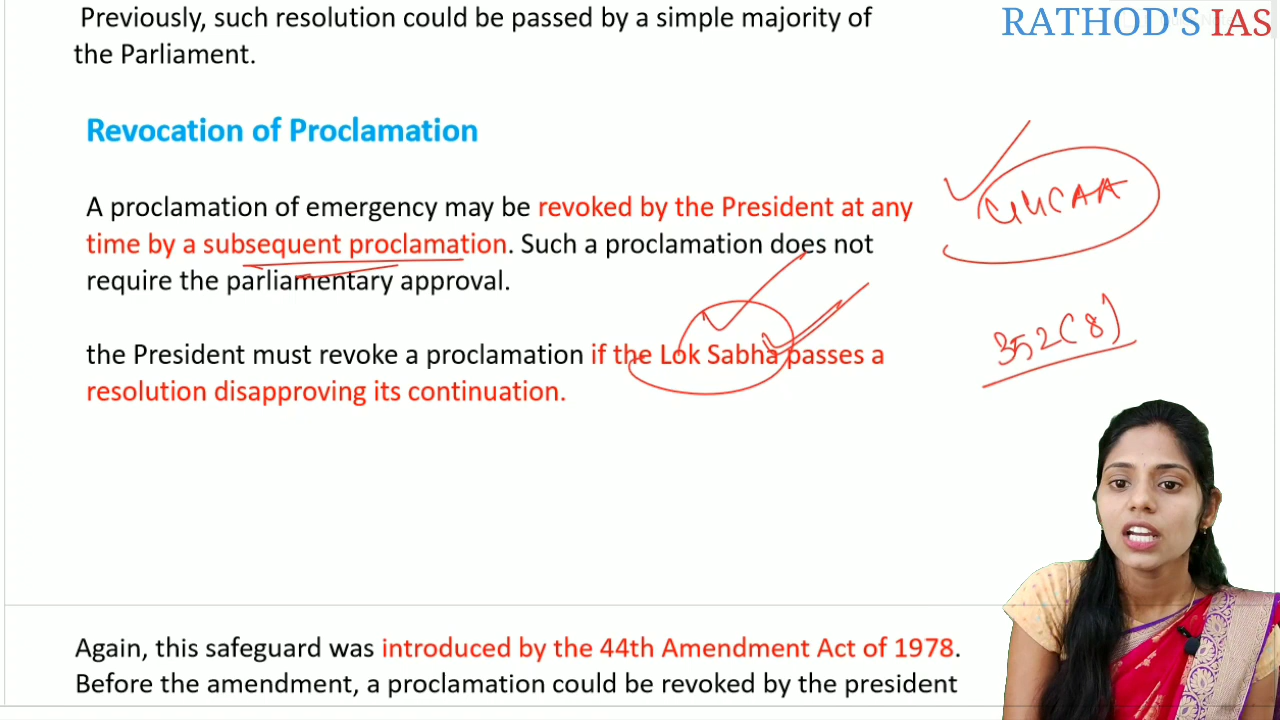 Previously, such resolution could be passed by a simple majority of
RATHOD'S IAS
the Parliament.
Revocation of Proclamation
A proclamation of emergency may be revoked by the President at any
time by a subsequent proclamation. Such a proclamation does not
require the parliamentary approval.
44CAA
the President must revoke a proclamation if the Lok Sabha passes a
resolution disapproving its continuation.
352(8)
Again, this safeguard was introduced by the 44th Amendment Act of 1978.
Before the amendment, a proclamation could be revoked by the president